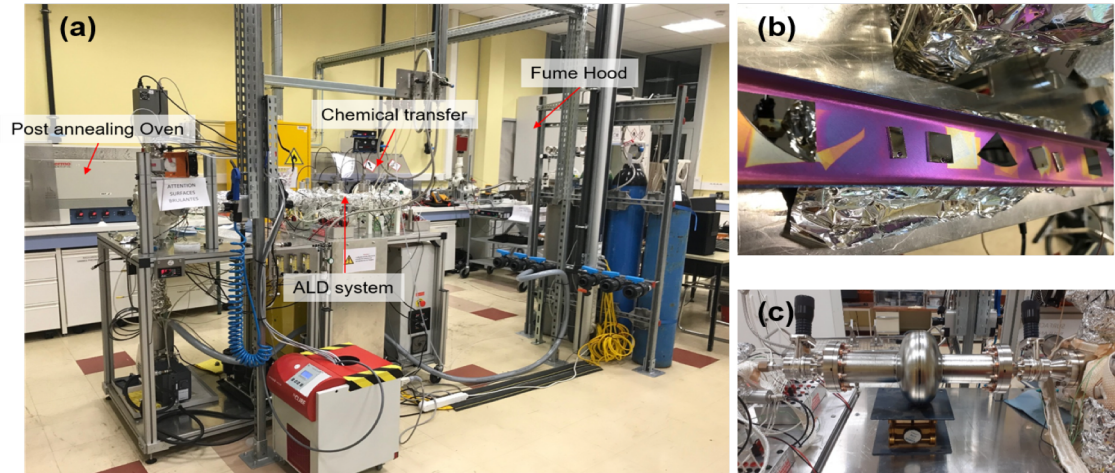 (a)
Fume Hood
Chemical transfer
Post annealing Oven
ATTENTION
SURFACES
BRULANTES
ALD system
(b)
(c)